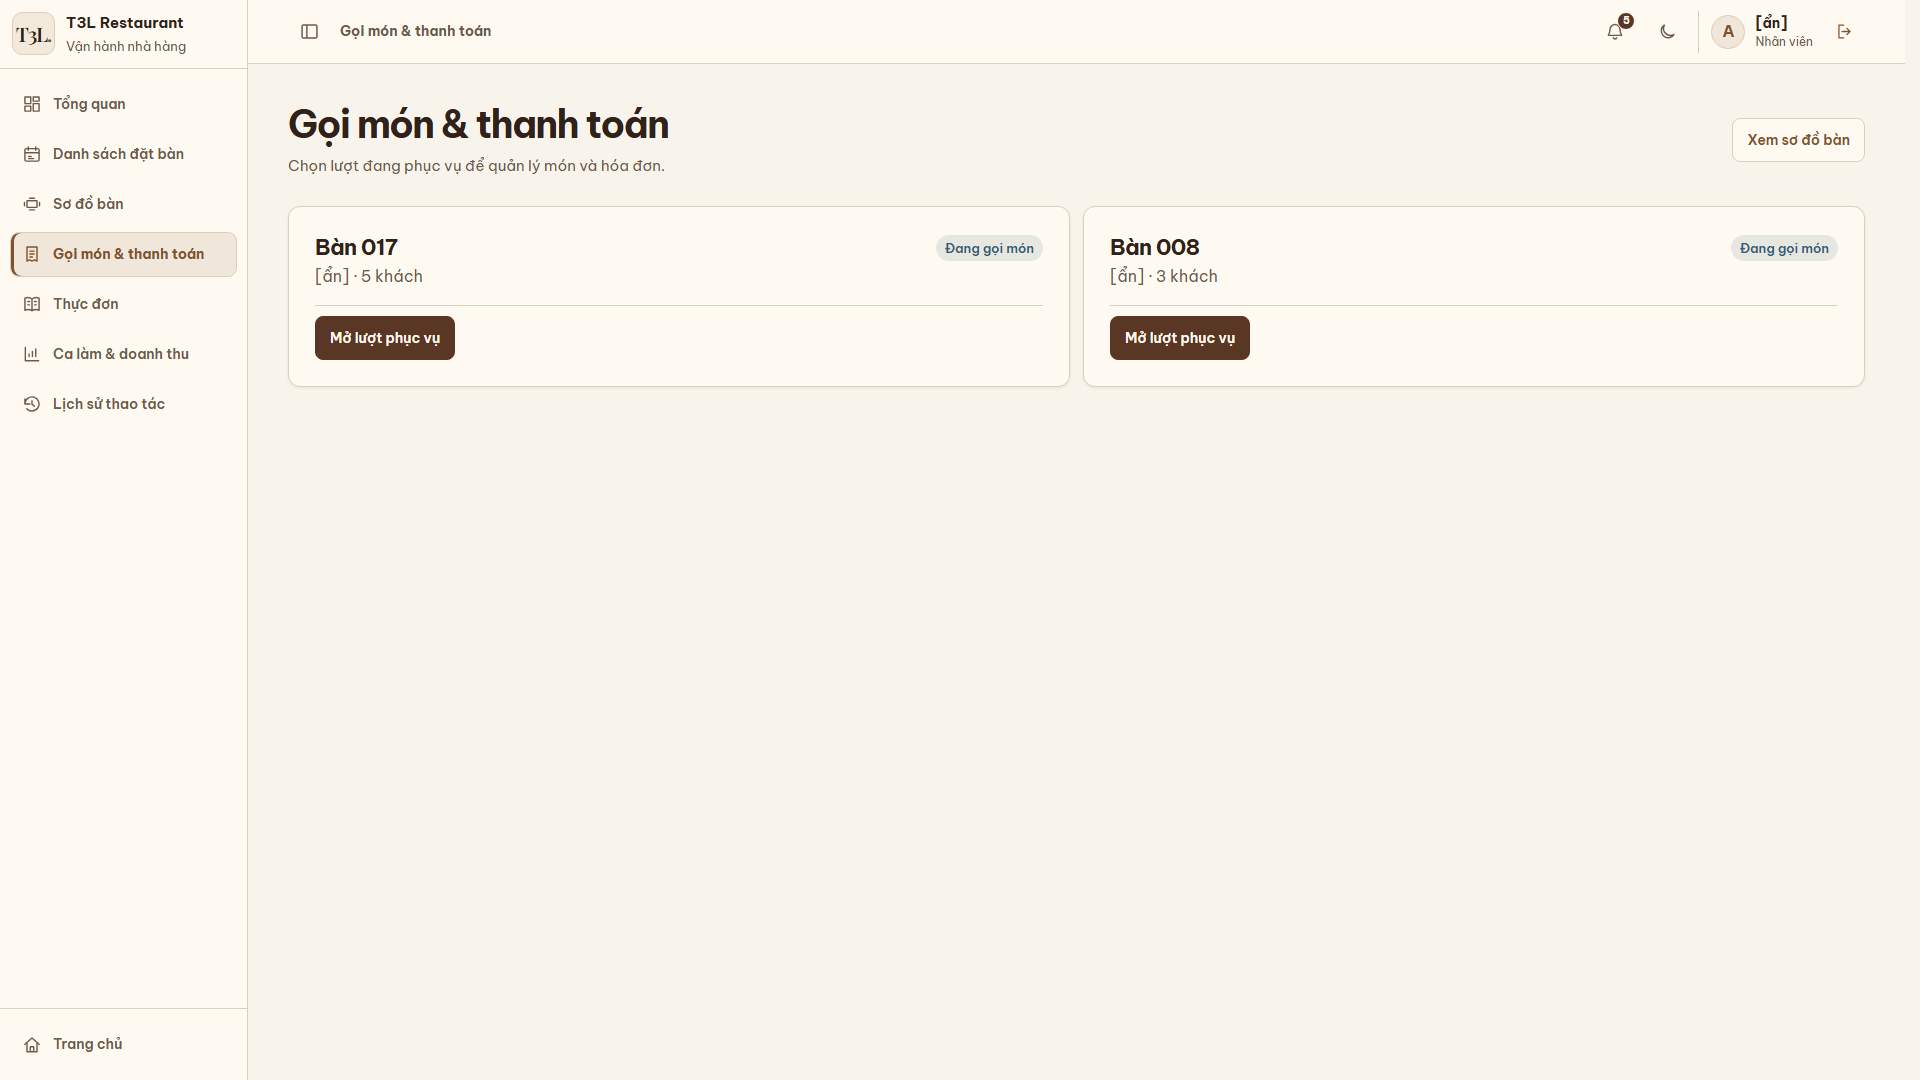 T3L Restaurant
Vận hành nhà hàng
Tổng quan
Danh sách đặt bàn
Sơ đồ bàn
Gọi món & thanh toán
Thực đơn
Ca làm & doanh thu
Lịch sử thao tác
Trang chủ
Gọi món & thanh toán
5
A
[ẩn]
Nhân viên
Gọi món & thanh toán
Chọn lượt đang phục vụ để quản lý món và hóa đơn.
Xem sơ đồ bàn
Bàn 017
Đang gọi món
[ẩn] · 5 khách
Mở lượt phục vụ
Bàn 008
Đang gọi món
[ẩn] · 3 khách
Mở lượt phục vụ